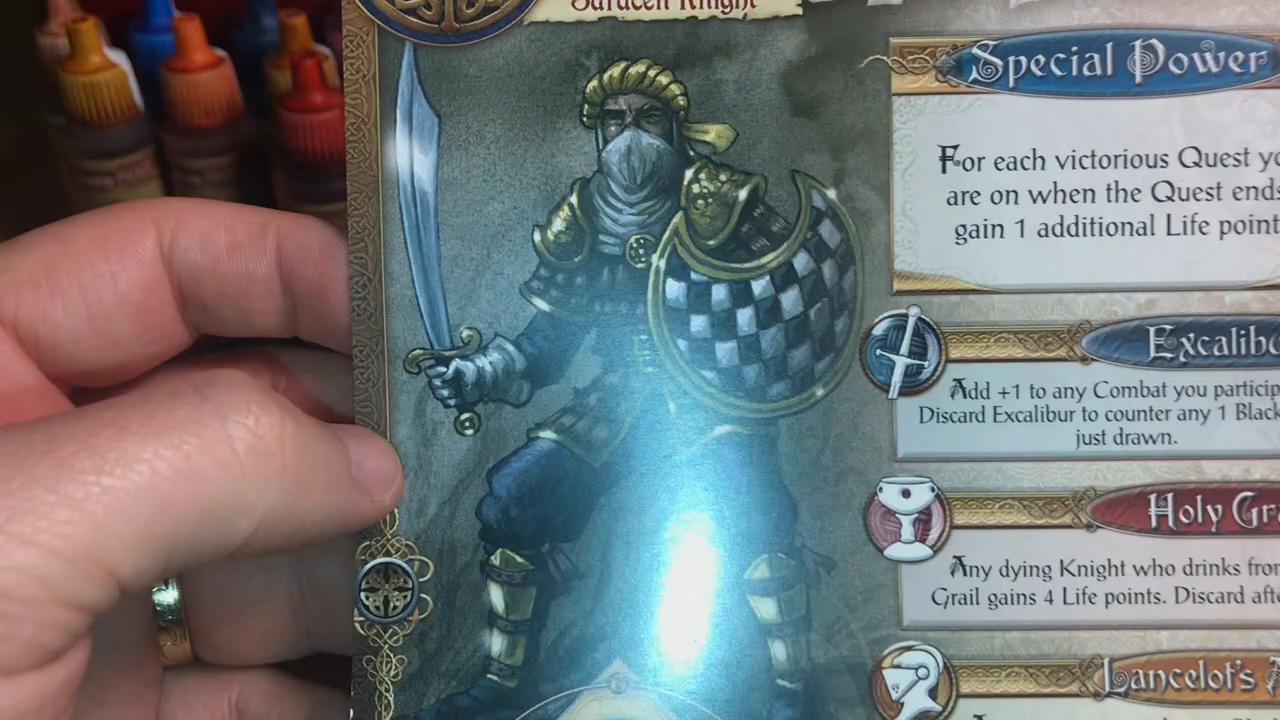 Saracen Knight
Special Power
For each victorious Quest yo
are on when the Quest ends
gain 1 additional Life point
Excalibu
Add +1 to any Combat you particip
Discard Excalibur to counter any 1 Black
just drawn.
Holy Gra
Any dying Knight who drinks from
Grail gains 4 Life points. Discard afte
Lancelot's